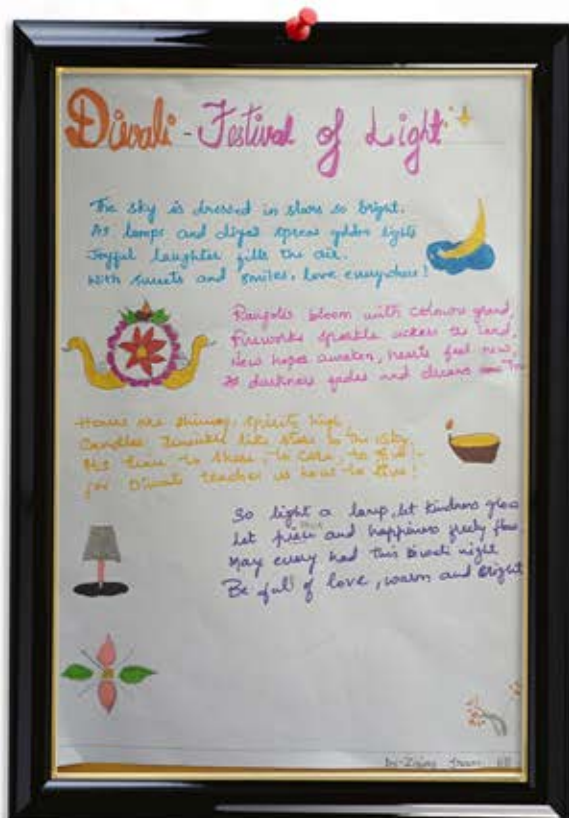 Diwali - Festival of Light
The sky is dressed in stars so bright.
As lamps and diyas spread golden lights
Joyful laughter fills the air.
With sweets and smiles, love everywhere!
Rangolis bloom with colours grand,
Fireworks sparkle across the land,
New hopes awaken, hearts feel new,
As darkness fades and dreams
Homes are shining, spirits high,
Candles twinkle like stars in the sky
its time to share, to care, to give -
for Diwali teaches us how to live!
So light a lamp, let kindness glow
Let peace and happiness freely flow
May every this Diwali night
Be full of love, warm and bright
by-